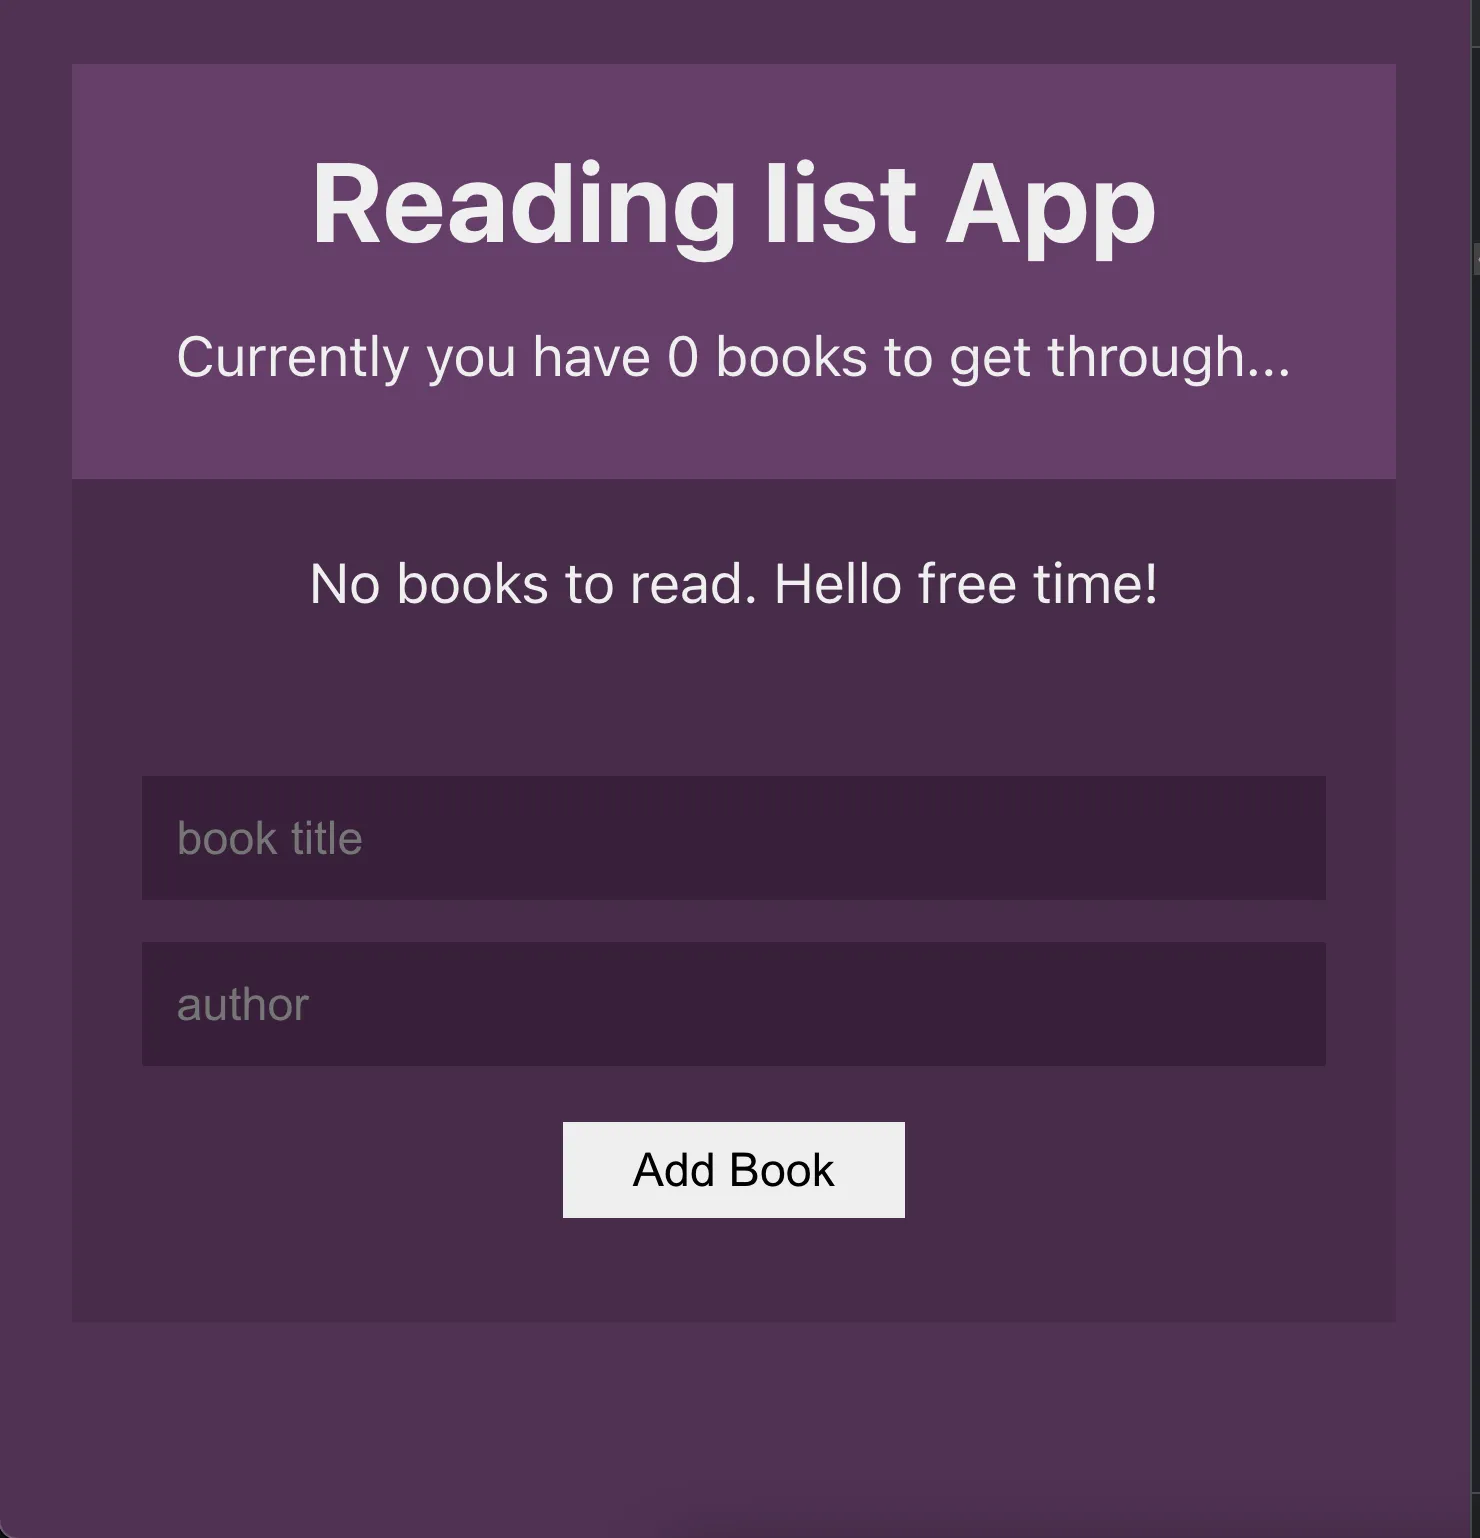 Reading list App
Currently you have 0 books to get through...
No books to read. Hello free time!
book title
author
Add Book